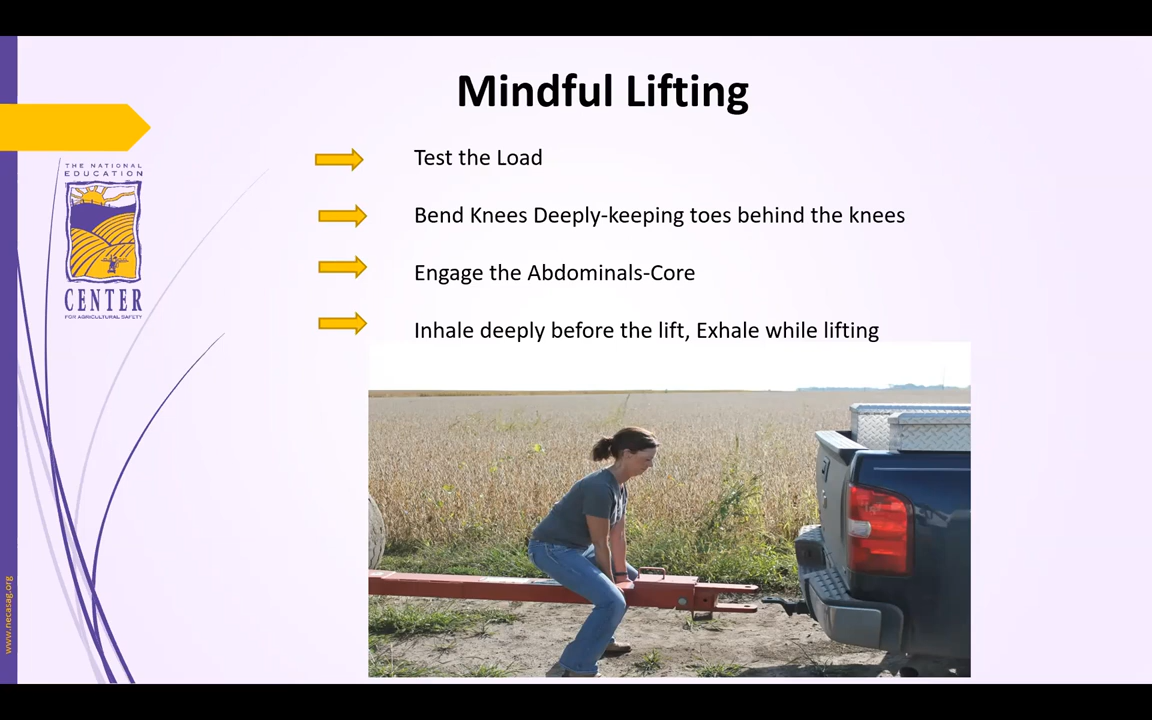 Mindful Lifting
Test the Load
Bend Knees Deeply-keeping toes behind the knees
Engage the Abdominals-Core
Inhale deeply before the lift, Exhale while lifting
THE NATIONAL
EDUCATION
CENTER
FOR AGRICULTURAL SAFETY
www.necasag.org